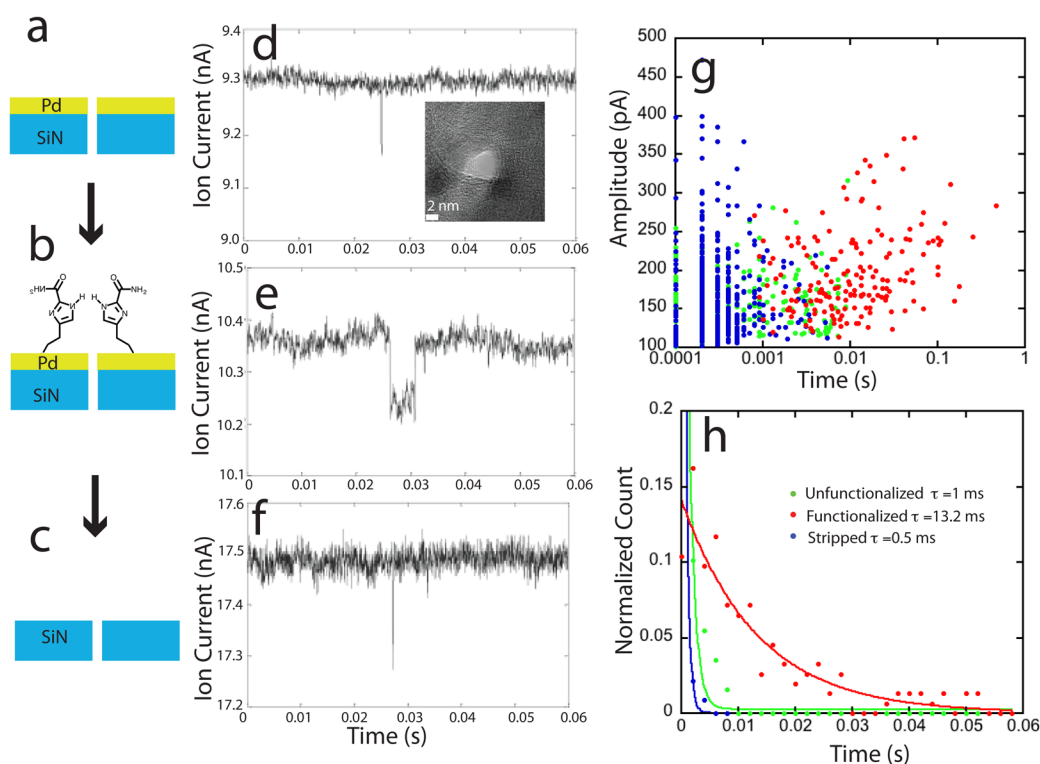 a
Pd
SiN
b
O
O
H₂N
NH₂
N
N
H
H
N
N
Pd
SiN
c
SiN
d
Ion Current (nA)
9.4
9.3
9.2
9.1
9.0
2 nm
0
0.01
0.02
0.03
0.04
0.05
0.06
e
Ion Current (nA)
10.5
10.4
10.3
10.2
10.1
0
0.01
0.02
0.03
0.04
0.05
0.06
f
Ion Current (nA)
17.6
17.5
17.4
17.3
17.2
0
0.01
0.02
0.03
0.04
0.05
0.06
Time (s)
g
Amplitude (pA)
500
450
400
350
300
250
200
150
100
0.0001
0.001
0.01
0.1
1
Time (s)
h
Normalized Count
0.2
0.15
0.1
0.05
0
Unfunctionalized τ =1 ms
Functionalized τ =13.2 ms
Stripped τ =0.5 ms
0
0.01
0.02
0.03
0.04
0.05
0.06
Time (s)